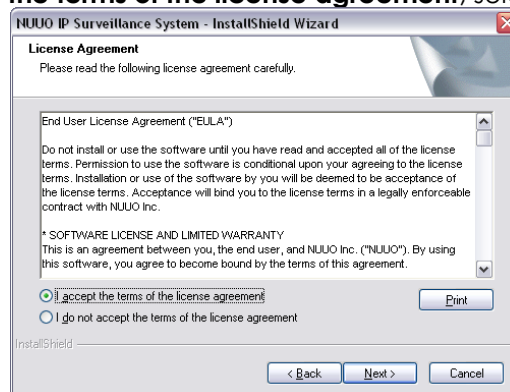 the terms of the license agreement,
NUUO IP Surveillance System - InstallShield Wizard
License Agreement
Please read the following license agreement carefully.
End User License Agreement ("EULA")
Do not install or use the software until you have read and accepted all of the license
terms. Permission to use the software is conditional upon your agreeing to the license
terms. Installation or use of the software by you will be deemed to be acceptance of
the license terms. Acceptance will bind you to the license terms in a legally enforceable
contract with NUUO Inc.
* SOFTWARE LICENSE AND LIMITED WARRANTY
This is an agreement between you, the end user, and NUUO Inc. ("NUUO"). By using
this software, you agree to become bound by the terms of this agreement.
I accept the terms of the license agreement
Print
I do not accept the terms of the license agreement
InstallShield
< Back Next > Cancel